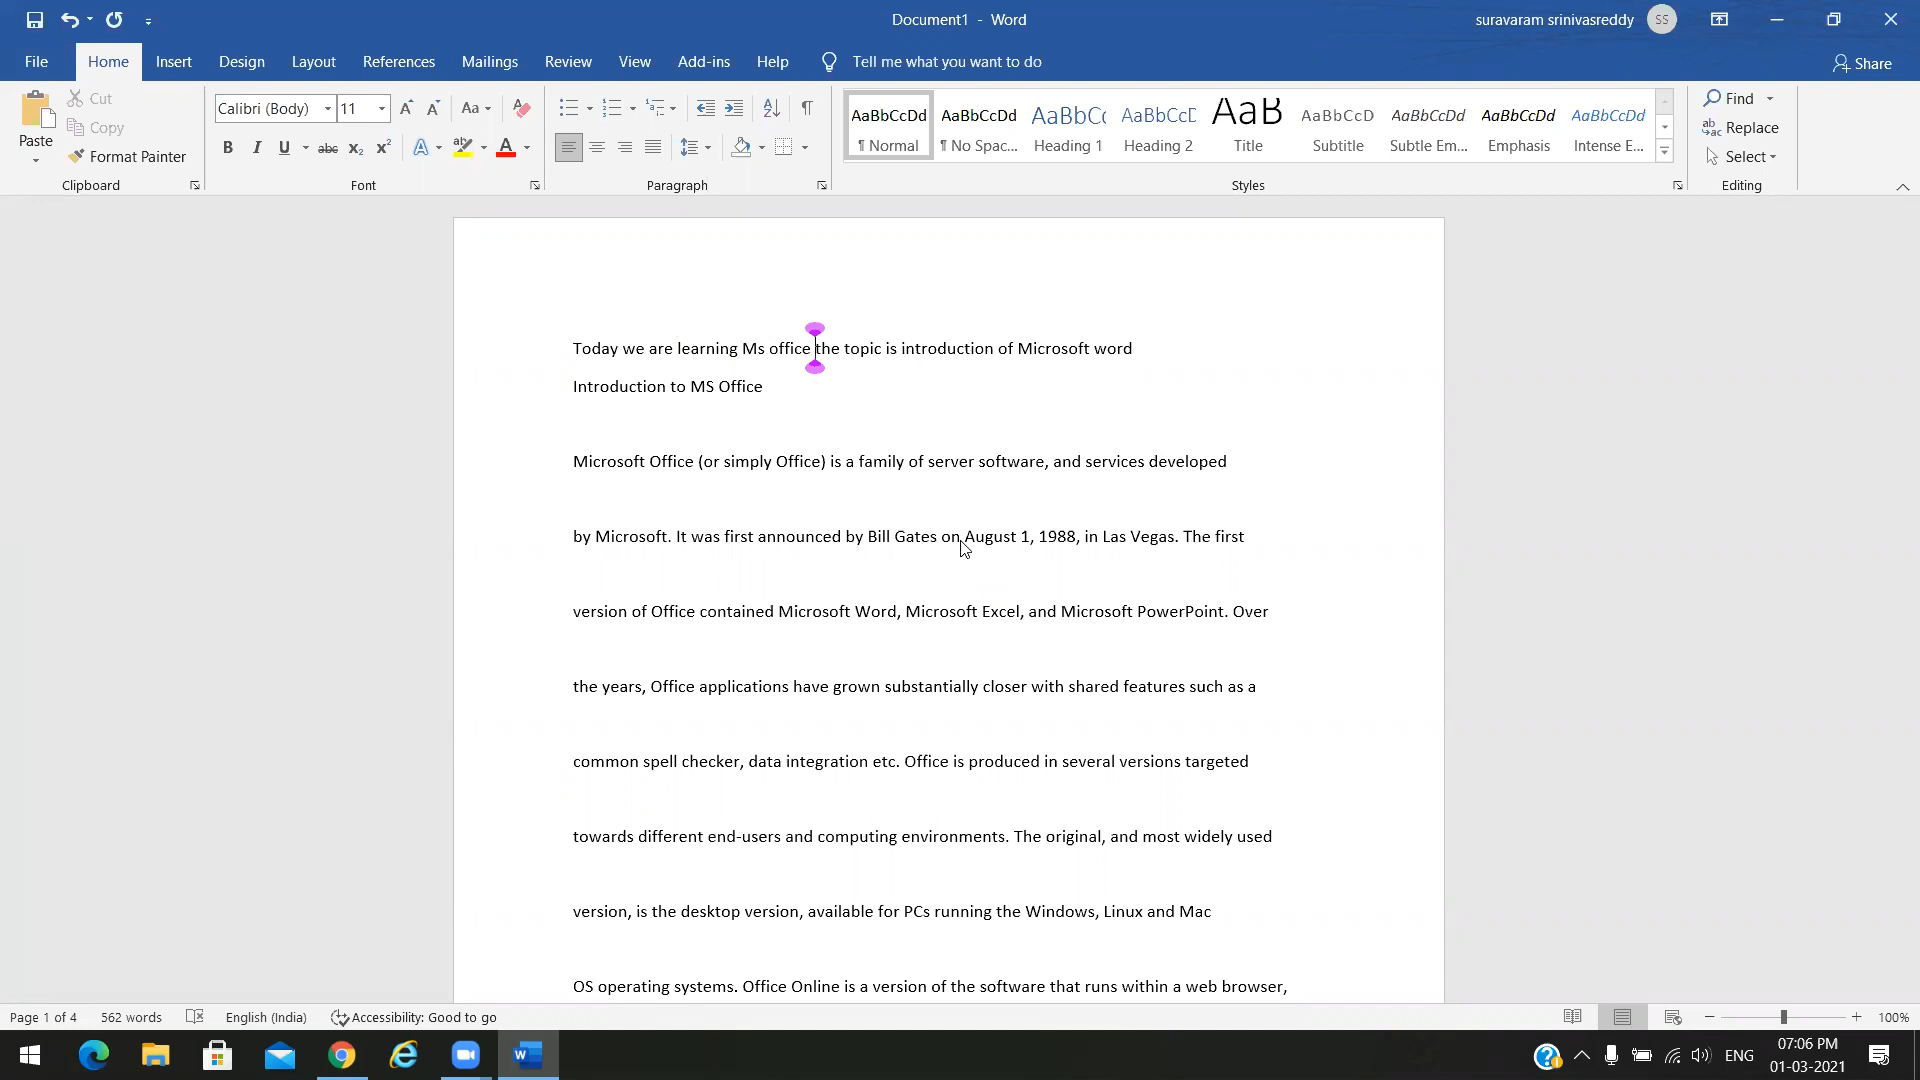 Document1 - Word
suravaram srinivasreddy
SS
File
Home
Insert
Design
Layout
References
Mailings
Review
View
Add-ins
Help
Tell me what you want to do
Share
Paste
Cut
Copy
Format Painter
Clipboard
Calibri (Body)
11
Font
Paragraph
AaBbCcDd
¶ Normal
AaBbCcDd
¶ No Spac...
AaBbCc
Heading 1
AaBbCcD
Heading 2
AaB
Title
AaBbCcD
Subtitle
AaBbCcDd
Subtle Em...
AaBbCcDd
Emphasis
AaBbCcDd
Intense E...
Styles
Find
Replace
Select
Editing
Today we are learning Ms office the topic is introduction of Microsoft word
Introduction to MS Office
Microsoft Office (or simply Office) is a family of server software, and services developed
by Microsoft. It was first announced by Bill Gates on August 1, 1988, in Las Vegas. The first
version of Office contained Microsoft Word, Microsoft Excel, and Microsoft PowerPoint. Over
the years, Office applications have grown substantially closer with shared features such as a
common spell checker, data integration etc. Office is produced in several versions targeted
towards different end-users and computing environments. The original, and most widely used
version, is the desktop version, available for PCs running the Windows, Linux and Mac
OS operating systems. Office Online is a version of the software that runs within a web browser,
Page 1 of 4
562 words
English (India)
Accessibility: Good to go
100%
ENG
07:06 PM
01-03-2021